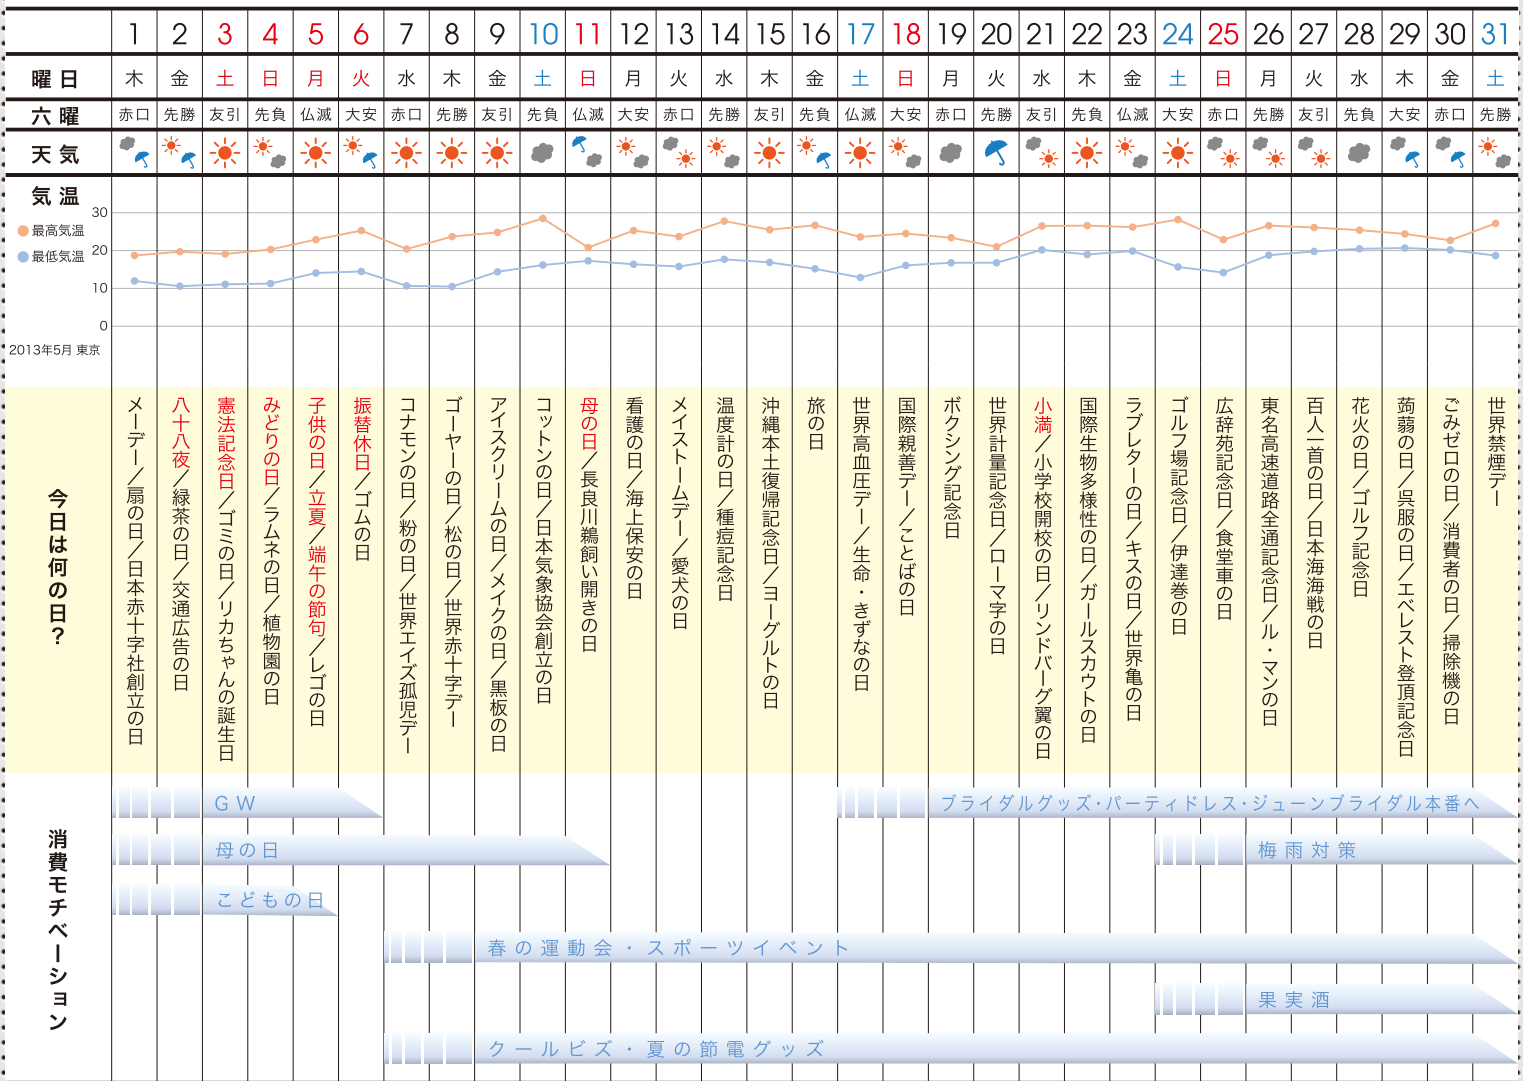 1 2 3 4 5 6 7 8 9 10 11 12 13 14 15 16 17 18 19 20 21 22 23 24 25 26 27 28 29 30 31
曜日 木 金 土 日 月 火 水 木 金 土 日 月 火 水 木 金 土 日 月 火 水 木 金 土 日 月 火 水 木 金 土
六曜 赤口 先勝 友引 先負 仏滅 大安 赤口 先勝 友引 先負 仏滅 大安 赤口 先勝 友引 先負 仏滅 大安 赤口 先勝 友引 先負 仏滅 大安 赤口 先勝 友引 先負 大安 赤口 先勝
天気
気温
30
最高気温
20
最低気温
10
0
2013年5月 東京
今日は何の日?
メーデー/扇の日/日本赤十字社創立の日
八十八夜/緑茶の日/交通広告の日
憲法記念日/ゴミの日/リカちゃんの誕生日
みどりの日/ラムネの日/植物園の日
子供の日/立夏/端午の節句/レゴの日
振替休日/ゴムの日
コナモンの日/粉の日/世界エイズ孤児デー
ゴーヤーの日/松の日/世界赤十字デー
アイスクリームの日/メイクの日/黒板の日
コットンの日/日本気象協会創立の日
母の日/長良川鵜飼い開きの日
看護の日/海上保安の日
メイストームデー/愛犬の日
温度計の日/種痘記念日
沖縄本土復帰記念日/ヨーグルトの日
旅の日
世界高血圧デー/生命・きずなの日
国際親善デー/ことばの日
ボクシング記念日
世界計量記念日/ローマ字の日
小満/小学校開校の日/リンドバーグ翼の日
国際生物多様性の日/ガールスカウトの日
ラブレターの日/キスの日/世界亀の日
ゴルフ場記念日/伊達巻の日
広辞苑記念日/食堂車の日
東名高速道路全通記念日/ル・マンの日
百人一首の日/日本海海戦の日
花火の日/ゴルフ記念日
蒟蒻の日/呉服の日/エベレスト登頂記念日
ごみゼロの日/消費者の日/掃除機の日
世界禁煙デー
消費モチベーション
GW
ブライダルグッズ・パーティドレス・ジューンブライダル本番へ
母の日
梅雨対策
こどもの日
春の運動会・スポーツイベント
果実酒
クールビズ・夏の節電グッズ